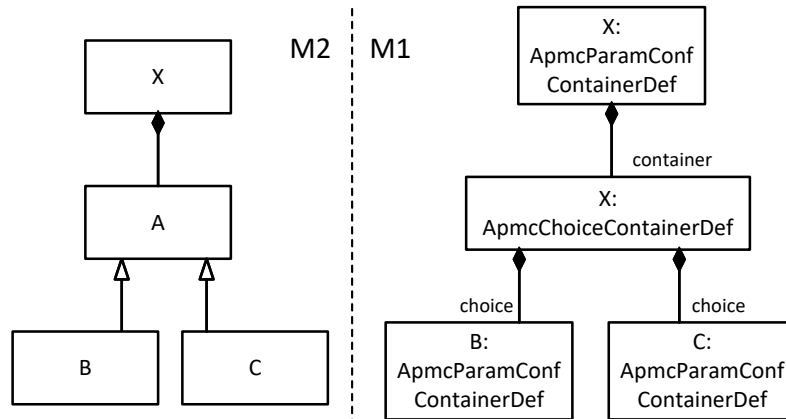 M2
X
A
B
C
M1
X:
ApmcParamConf
ContainerDef
container
X:
ApmcChoiceContainerDef
choice
choice
B:
ApmcParamConf
ContainerDef
C:
ApmcParamConf
ContainerDef